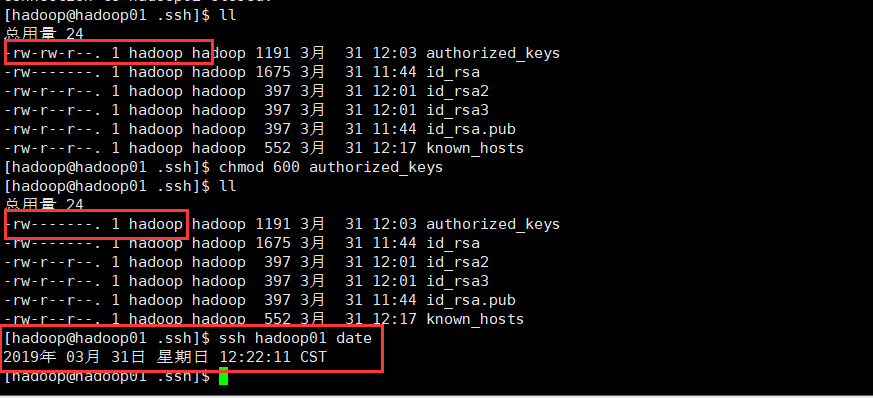 [hadoop@hadoop01 .ssh]$ ll
总用量 24
-rw-rw-r--. 1 hadoop hadoop 1191 3月  31 12:03 authorized_keys
-rw-------. 1 hadoop hadoop 1675 3月  31 11:44 id_rsa
-rw-r--r--. 1 hadoop hadoop  397 3月  31 12:01 id_rsa2
-rw-r--r--. 1 hadoop hadoop  397 3月  31 12:01 id_rsa3
-rw-r--r--. 1 hadoop hadoop  397 3月  31 11:44 id_rsa.pub
-rw-r--r--. 1 hadoop hadoop  552 3月  31 12:17 known_hosts
[hadoop@hadoop01 .ssh]$ chmod 600 authorized_keys
[hadoop@hadoop01 .ssh]$ ll
总用量 24
-rw-------. 1 hadoop hadoop 1191 3月  31 12:03 authorized_keys
-rw-------. 1 hadoop hadoop 1675 3月  31 11:44 id_rsa
-rw-r--r--. 1 hadoop hadoop  397 3月  31 12:01 id_rsa2
-rw-r--r--. 1 hadoop hadoop  397 3月  31 12:01 id_rsa3
-rw-r--r--. 1 hadoop hadoop  397 3月  31 11:44 id_rsa.pub
-rw-r--r--. 1 hadoop hadoop  552 3月  31 12:17 known_hosts
[hadoop@hadoop01 .ssh]$ ssh hadoop01 date
2019年 03月 31日 星期日 12:22:11 CST
[hadoop@hadoop01 .ssh]$